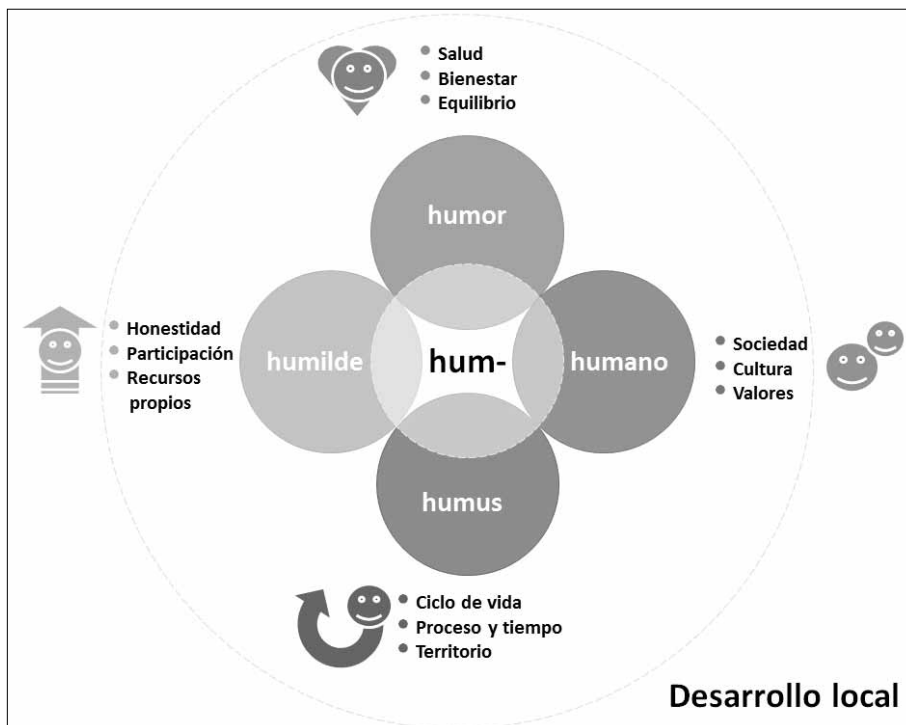 Salud
Bienestar
Equilibrio
humor
Honestidad
Participación
Recursos
propios
humilde
hum-
humano
Sociedad
Cultura
Valores
humus
Ciclo de vida
Proceso y tiempo
Territorio
Desarrollo local